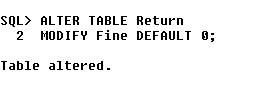 SQL> ALTER TABLE Return
2 MODIFY Fine DEFAULT 0;
Table altered.